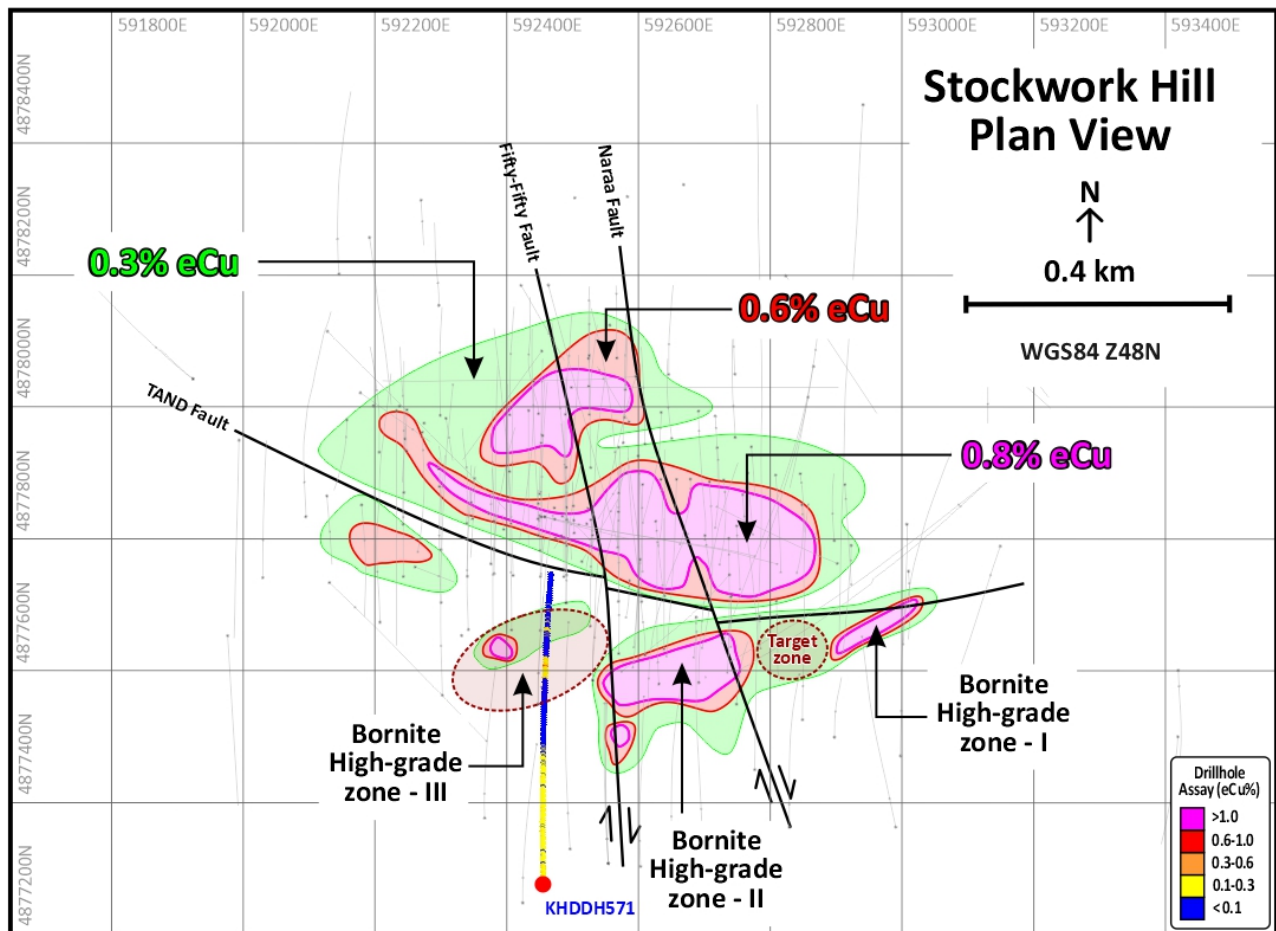 591800E
592000E
592200E
592400E
592600E
592800E
593000E
593200E
593400E
4878400N
4878200N
4878000N
4877800N
4877600N
4877400N
4877200N
Stockwork Hill
Plan View
N
0.4 km
WGS84 Z48N
Fifty-Fifty Fault
Naraa Fault
0.3% eCu
0.6% eCu
TAND Fault
0.8% eCu
Target
zone
Bornite
High-grade
zone - I
Bornite
High-grade
zone - III
Bornite
High-grade
zone - II
KHDDH571
Drillhole
Assay (eCu%)
>1.0
0.6-1.0
0.3-0.6
0.1-0.3
<0.1